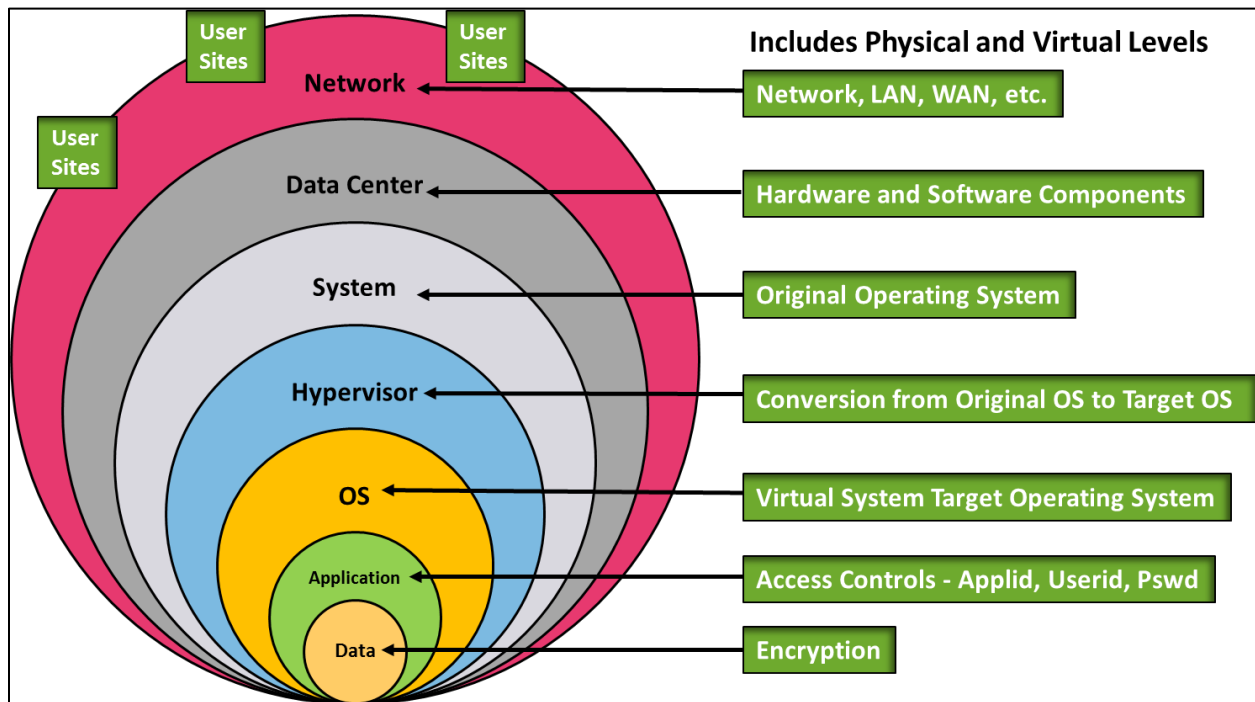 User
Sites
User
Sites
Includes Physical and Virtual Levels
Network
Network, LAN, WAN, etc.
User
Sites
Data Center
Hardware and Software Components
System
Original Operating System
Hypervisor
Conversion from Original OS to Target OS
OS
Virtual System Target Operating System
Application
Access Controls - Applid, Userid, Pswd
Data
Encryption